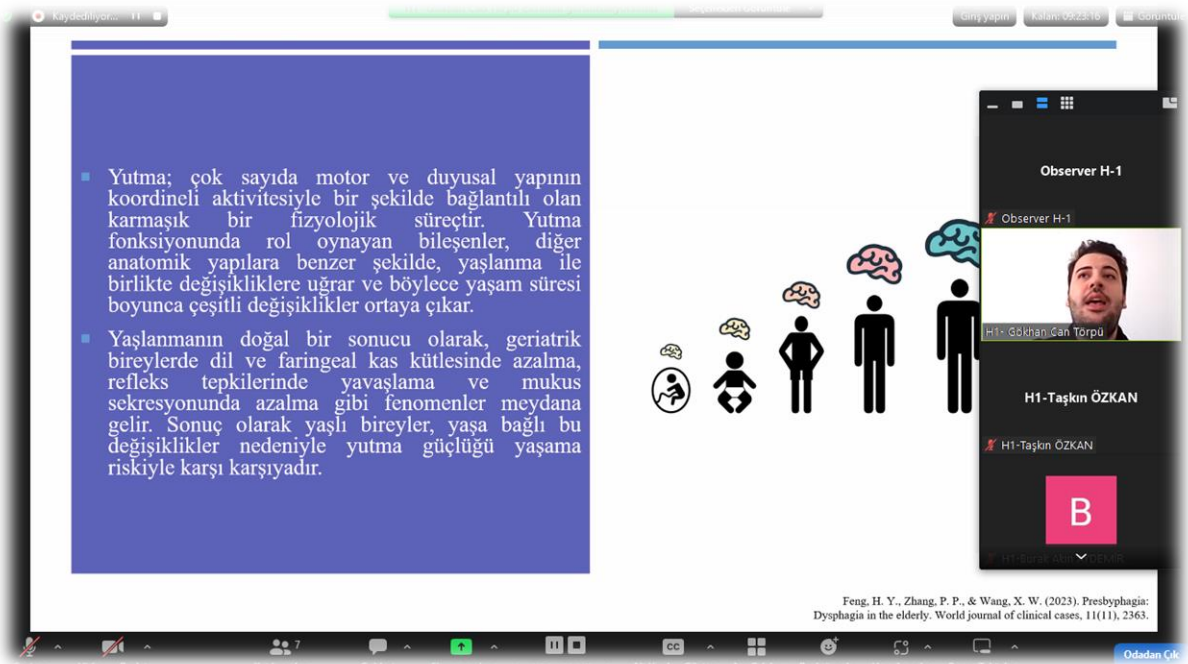 Kaydediliyor...
Giriş yapın
Kalan: 09:23:16
Görüntüle
Yutma; çok sayıda motor ve duyusal yapının
koordineli aktivitesiyle bir şekilde bağlantılı olan
karmaşık bir fizyolojik süreçtir. Yutma
fonksiyonunda rol oynayan bileşenler, diğer
anatomik yapılara benzer şekilde, yaşlanma ile
birlikte değişikliklere uğrar ve böylece yaşam süresi
boyunca çeşitli değişiklikler ortaya çıkar.
Yaşlanmanın doğal bir sonucu olarak, geriatrik
bireylerde dil ve faringeal kas kütlesinde azalma,
refleks tepkilerinde yavaşlama ve mukus
sekresyonunda azalma gibi fenomenler meydana
gelir. Sonuç olarak yaşlı bireyler, yaşa bağlı bu
değişiklikler nedeniyle yutma güçlüğü yaşama
riskiyle karşı karşıyadır.
Observer H-1
Observer H-1
H1- Gökhan Can Törpü
H1-Taşkın ÖZKAN
H1-Taşkın ÖZKAN
B
Feng, H. Y., Zhang, P. P., & Wang, X. W. (2023). Presbyphagia:
Dysphagia in the elderly. World journal of clinical cases, 11(11), 2363.
7
CC
Odadan Çık